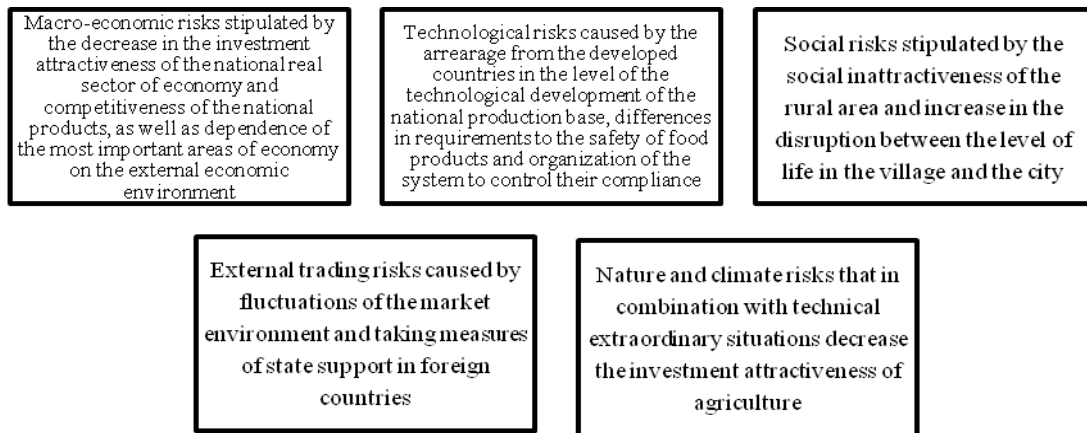 Macro-economic risks stipulated by
the decrease in the investment
attractiveness of the national real
sector of economy and
competitiveness of the national
products, as well as dependence of
the most important areas of economy
on the external economic
environment
Technological risks caused by the
arrearage from the developed
countries in the level of the
technological development of the
national production base, differences
in requirements to the safety of food
products and organization of the
system to control their compliance
Social risks stipulated by the
social inattractiveness of the
rural area and increase in the
disruption between the level of
life in the village and the city
External trading risks caused by
fluctuations of the market
environment and taking measures
of state support in foreign
countries
Nature and climate risks that in
combination with technical
extraordinary situations decrease
the investment attractiveness of
agriculture